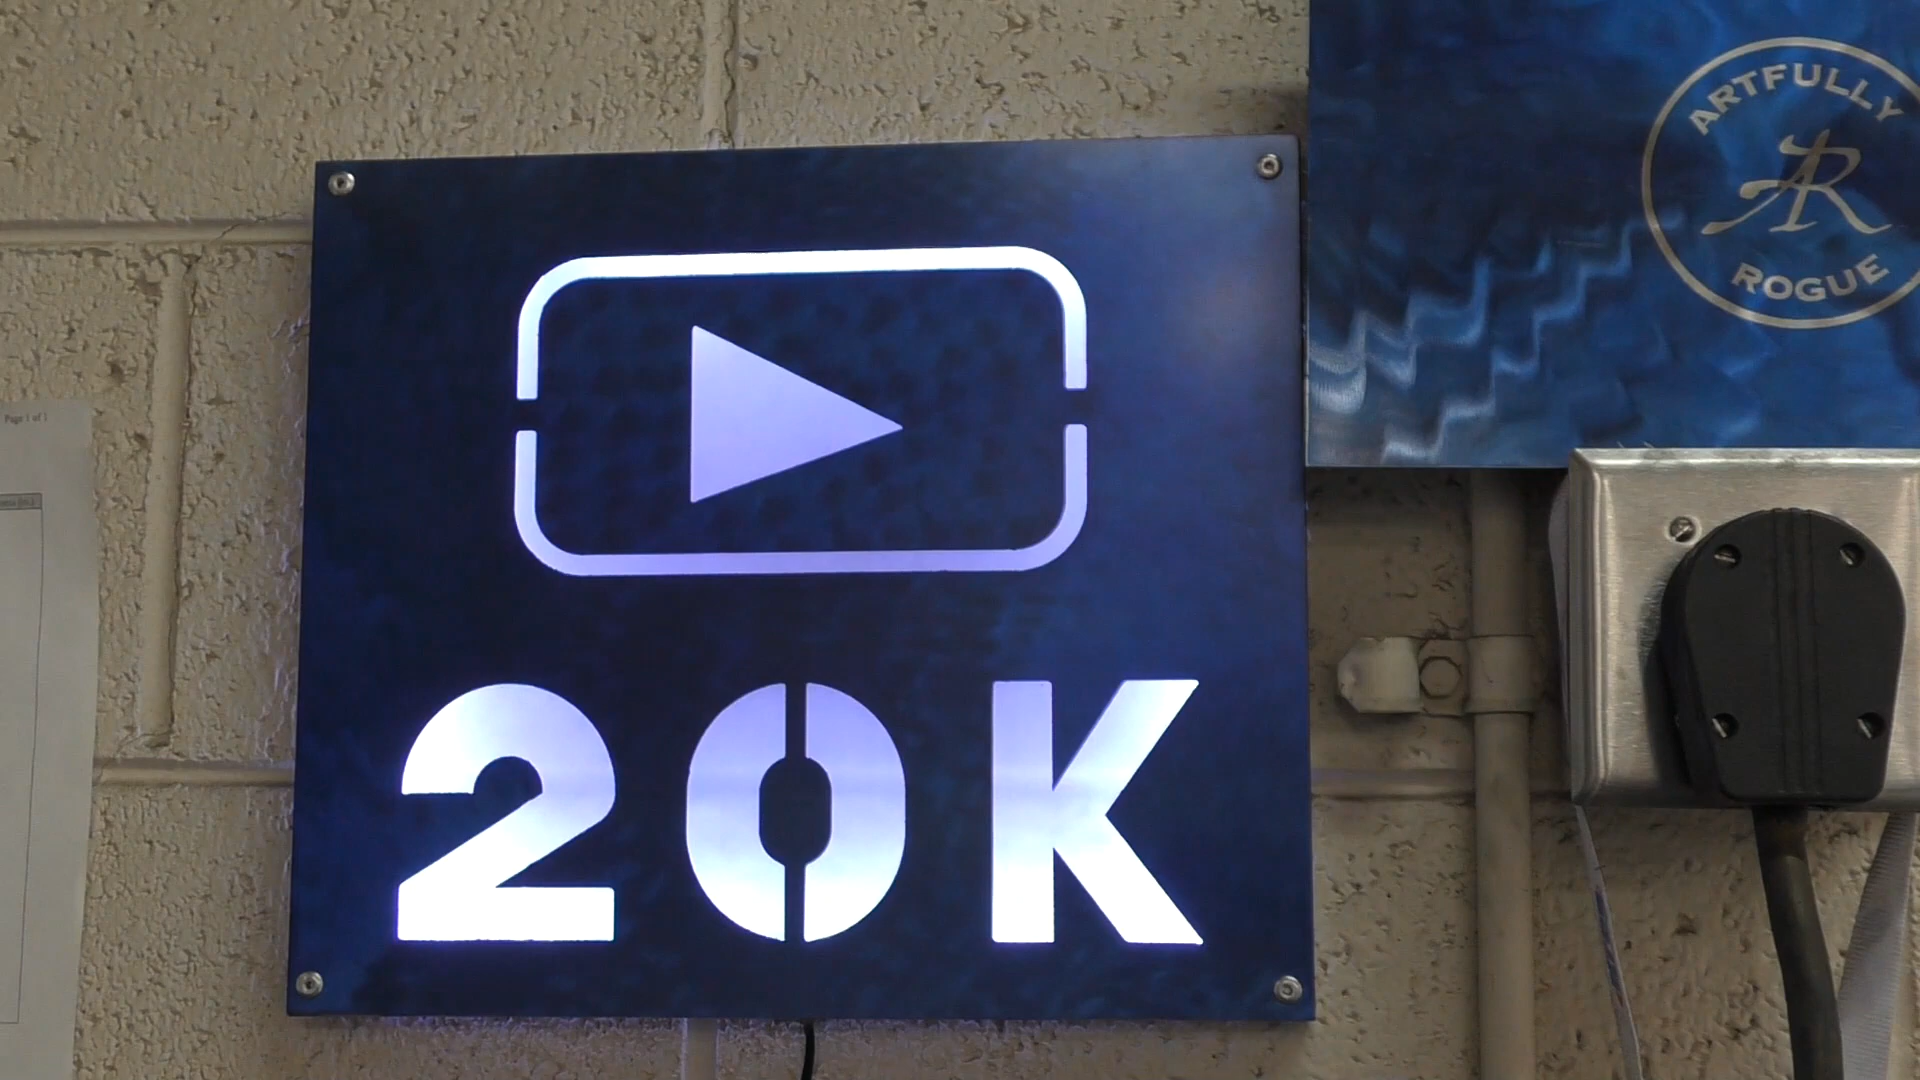 20K
ARTFULLY
AR
ROGUE
Page 1 of 1